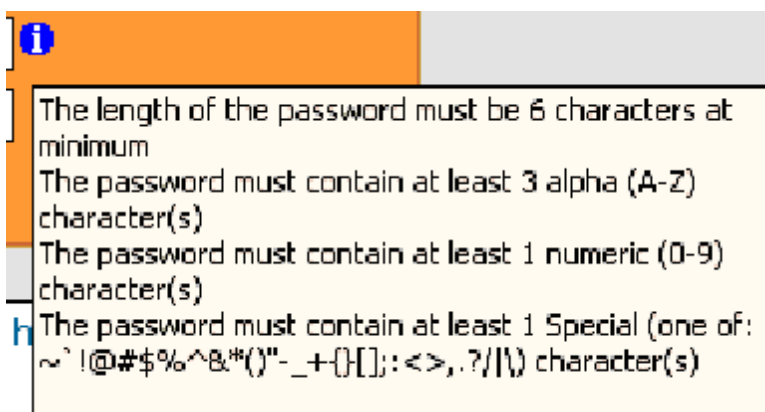 i
The length of the password must be 6 characters at
minimum
The password must contain at least 3 alpha (A-Z)
character(s)
The password must contain at least 1 numeric (0-9)
character(s)
The password must contain at least 1 Special (one of:
~`!@#$%^&*()"-_+{}[];:<>,.?/|\) character(s)
h